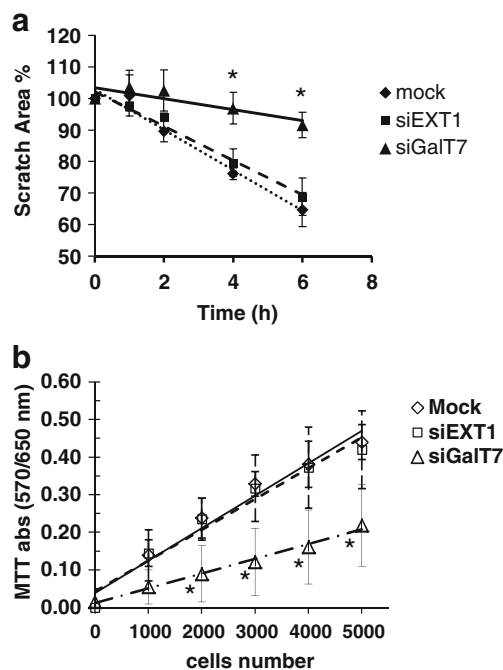 a
120
110
100
90
80
70
60
50
Scratch Area %
*
*
0 2 4 6 8
Time (h)
mock
siEXT1
siGalT7
b
0.60
0.50
0.40
0.30
0.20
0.10
0.00
MTT abs (570/650 nm)
*
*
*
*
0 1000 2000 3000 4000 5000
cells number
Mock
siEXT1
siGalT7